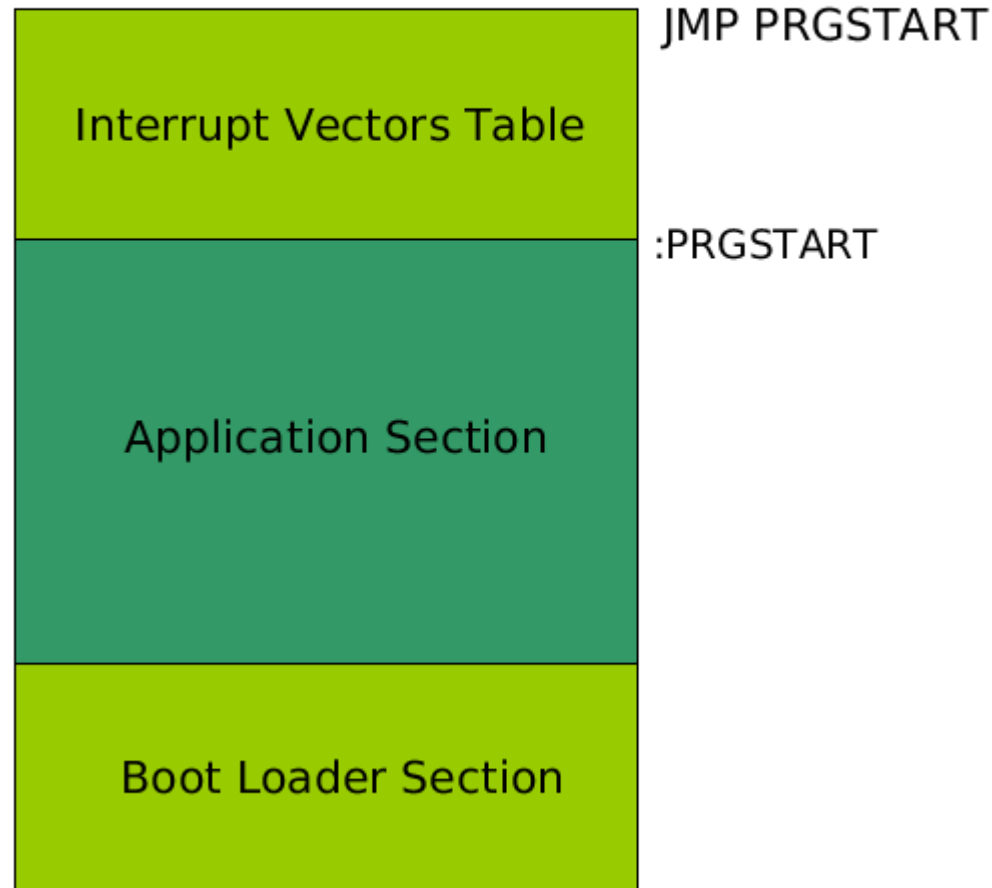 JMP PRGSTART
Interrupt Vectors Table
:PRGSTART
Application Section
Boot Loader Section